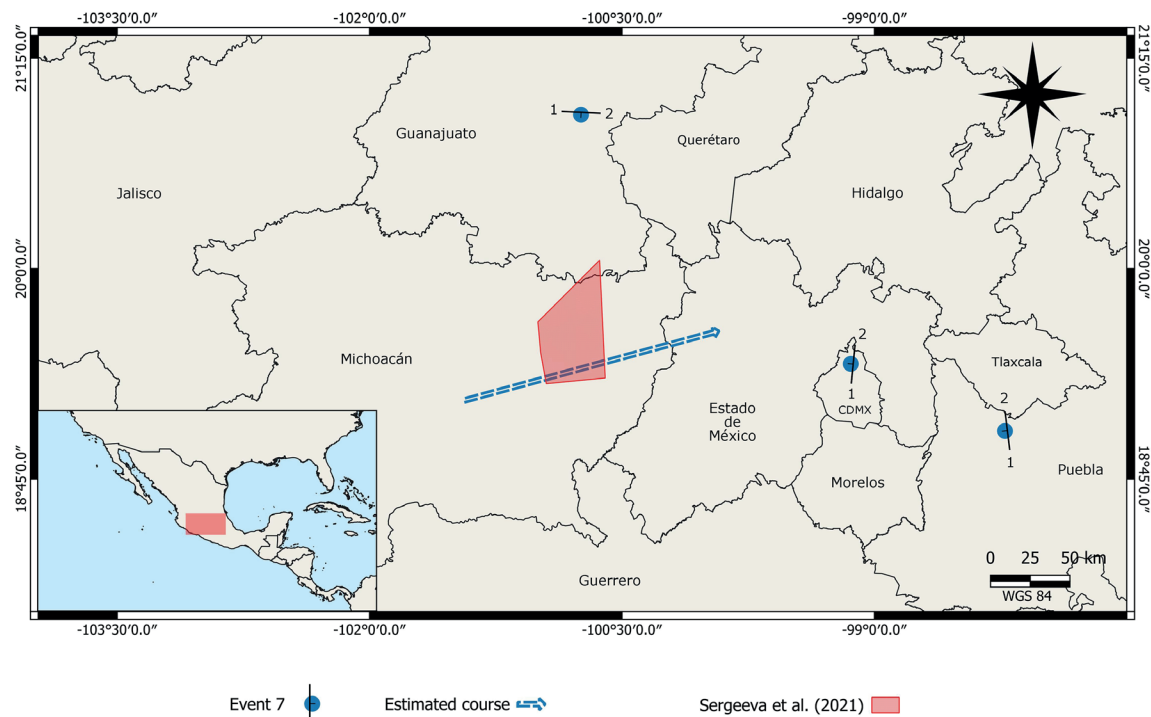 -103°30'0.0" -102°0'0.0" -100°30'0.0" -99°0'0.0"
21°15'0.0" 21°15'0.0"
1 2
Guanajuato
Querétaro
Jalisco
Hidalgo
20°0'0.0" 20°0'0.0"
Michoacán
2
Tlaxcala
1
CDMX
Estado
de
México
2
1
Puebla
18°45'0.0" 18°45'0.0"
Morelos
0 25 50 km
WGS 84
Guerrero
-103°30'0.0" -102°0'0.0" -100°30'0.0" -99°0'0.0"
Event 7 Estimated course Sergeeva et al. (2021)